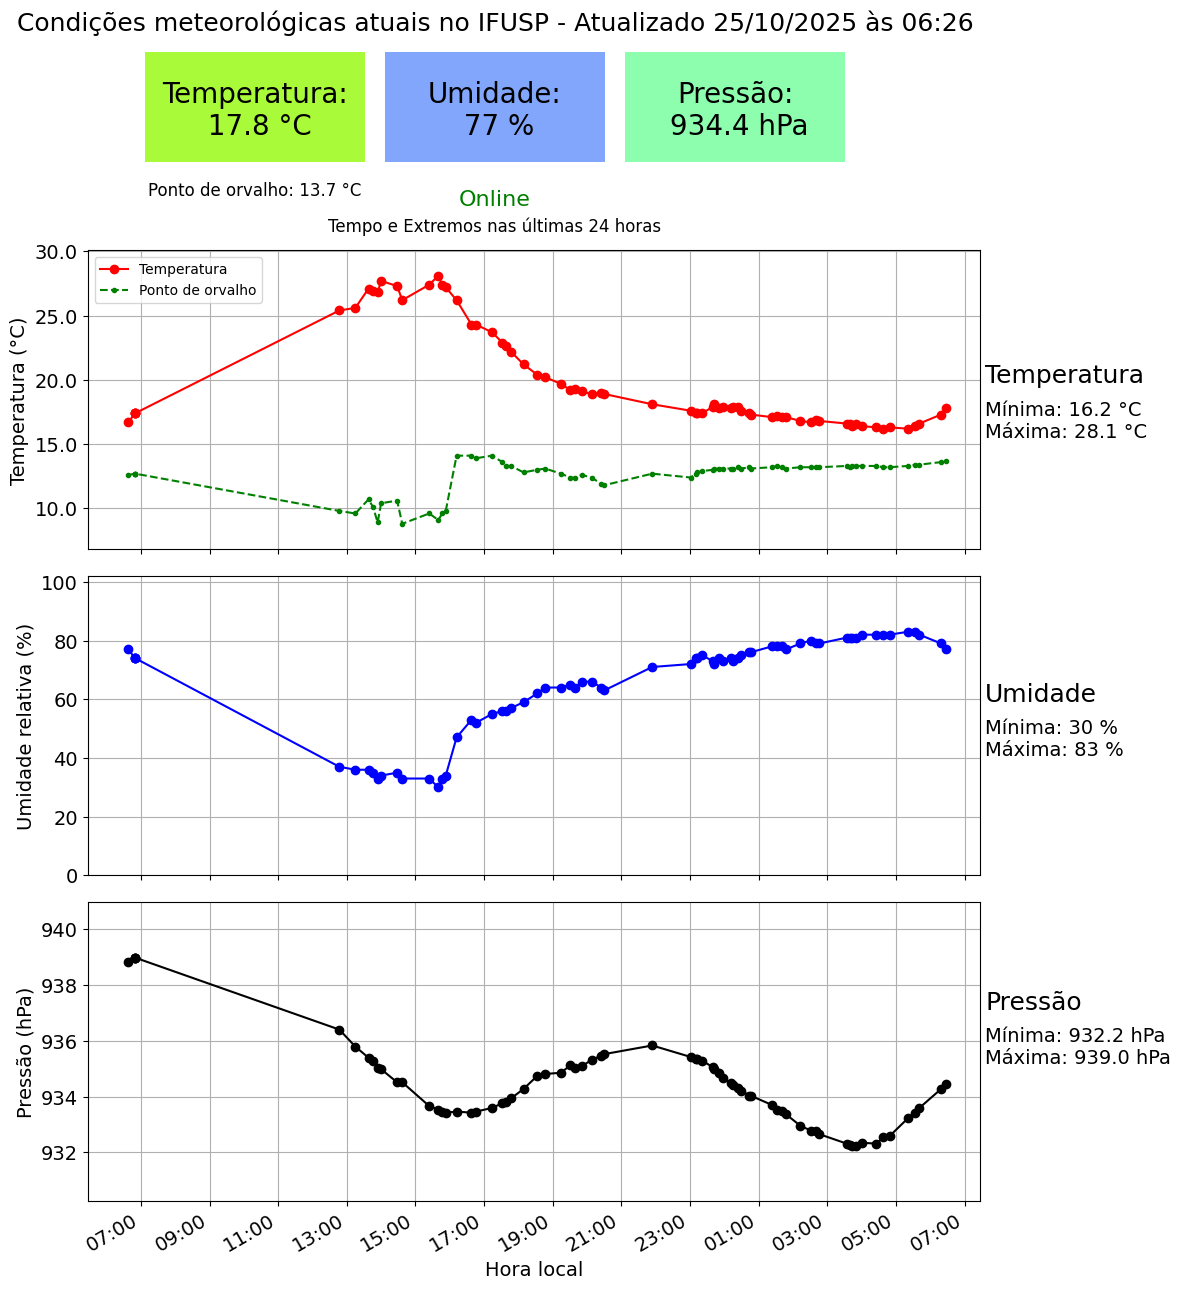 Condições meteorológicas atuais no IFUSP - Atualizado 25/10/2025 às 06:26
Temperatura:
17.8 °C
Umidade:
77 %
Pressão:
934.4 hPa
Ponto de orvalho: 13.7 °C
Online
Tempo e Extremos nas últimas 24 horas
Temperatura (°C)
30.0
25.0
20.0
15.0
10.0
Temperatura
Ponto de orvalho
Temperatura
Mínima: 16.2 °C
Máxima: 28.1 °C
Umidade relativa (%)
100
80
60
40
20
0
Umidade
Mínima: 30 %
Máxima: 83 %
Pressão (hPa)
940
938
936
934
932
Pressão
Mínima: 932.2 hPa
Máxima: 939.0 hPa
07:00 09:00 11:00 13:00 15:00 17:00 19:00 21:00 23:00 01:00 03:00 05:00 07:00
Hora local